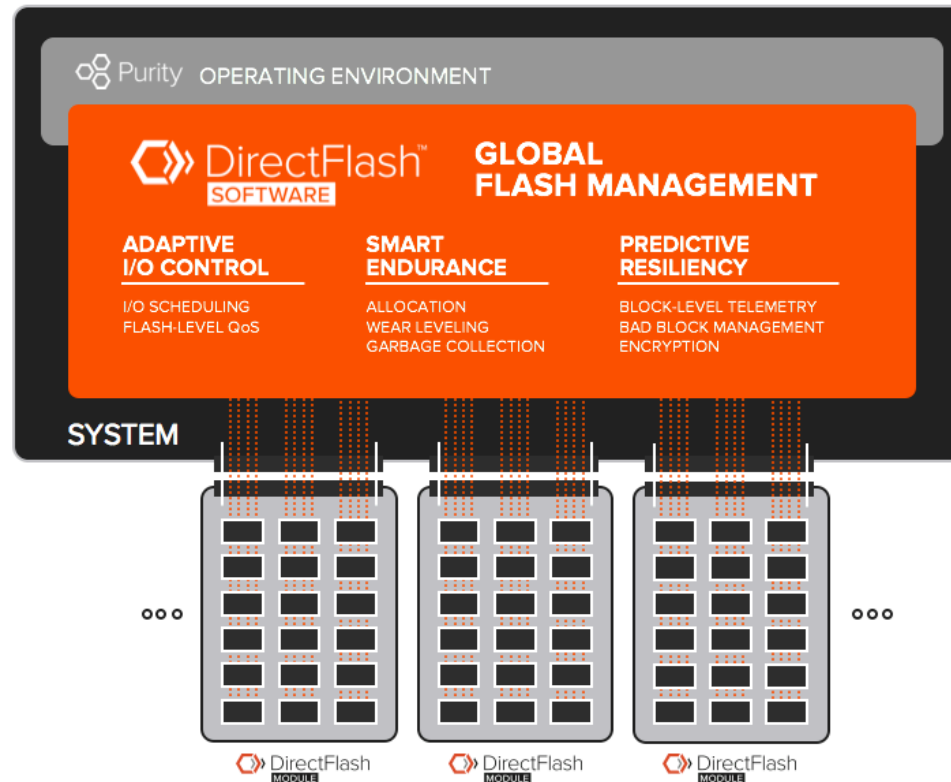 Purity OPERATING ENVIRONMENT
DirectFlash™
SOFTWARE
GLOBAL
FLASH MANAGEMENT
ADAPTIVE
I/O CONTROL
I/O SCHEDULING
FLASH-LEVEL QoS
SMART
ENDURANCE
ALLOCATION
WEAR LEVELING
GARBAGE COLLECTION
PREDICTIVE
RESILIENCY
BLOCK-LEVEL TELEMETRY
BAD BLOCK MANAGEMENT
ENCRYPTION
SYSTEM
DirectFlash
MODULE
DirectFlash
MODULE
DirectFlash
MODULE